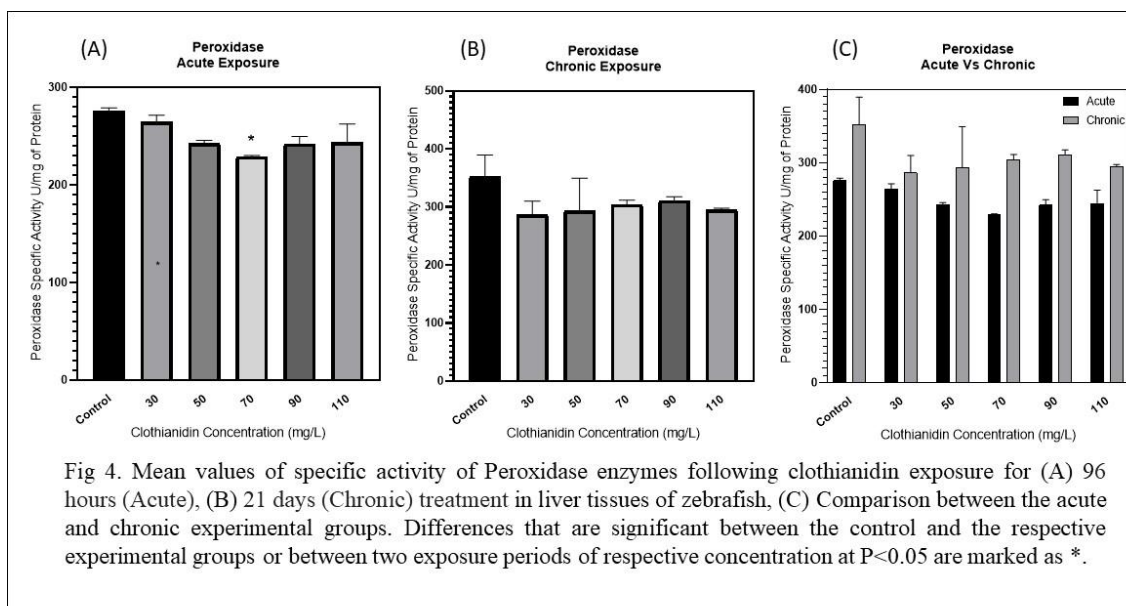 (A)
Peroxidase
Acute Exposure
Peroxidase Specific Activity U/mg of Protein
300
200
100
0
*
*
Control
30
50
70
90
110
Clothianidin Concentration (mg/L)
(B)
Peroxidase
Chronic Exposure
Peroxidase Specific Activity U/mg of Protein
500
400
300
200
100
0
Control
30
50
70
90
110
Clothianidin Concentration (mg/L)
(C)
Peroxidase
Acute Vs Chronic
Peroxidase Specific Activity U/mg of Protein
400
300
200
100
0
Acute
Chronic
Control
30
50
70
90
110
Clothianidin Concentration (mg/L)
Fig 4. Mean values of specific activity of Peroxidase enzymes following clothianidin exposure for (A) 96
hours (Acute), (B) 21 days (Chronic) treatment in liver tissues of zebrafish, (C) Comparison between the acute
and chronic experimental groups. Differences that are significant between the control and the respective
experimental groups or between two exposure periods of respective concentration at P<0.05 are marked as *.